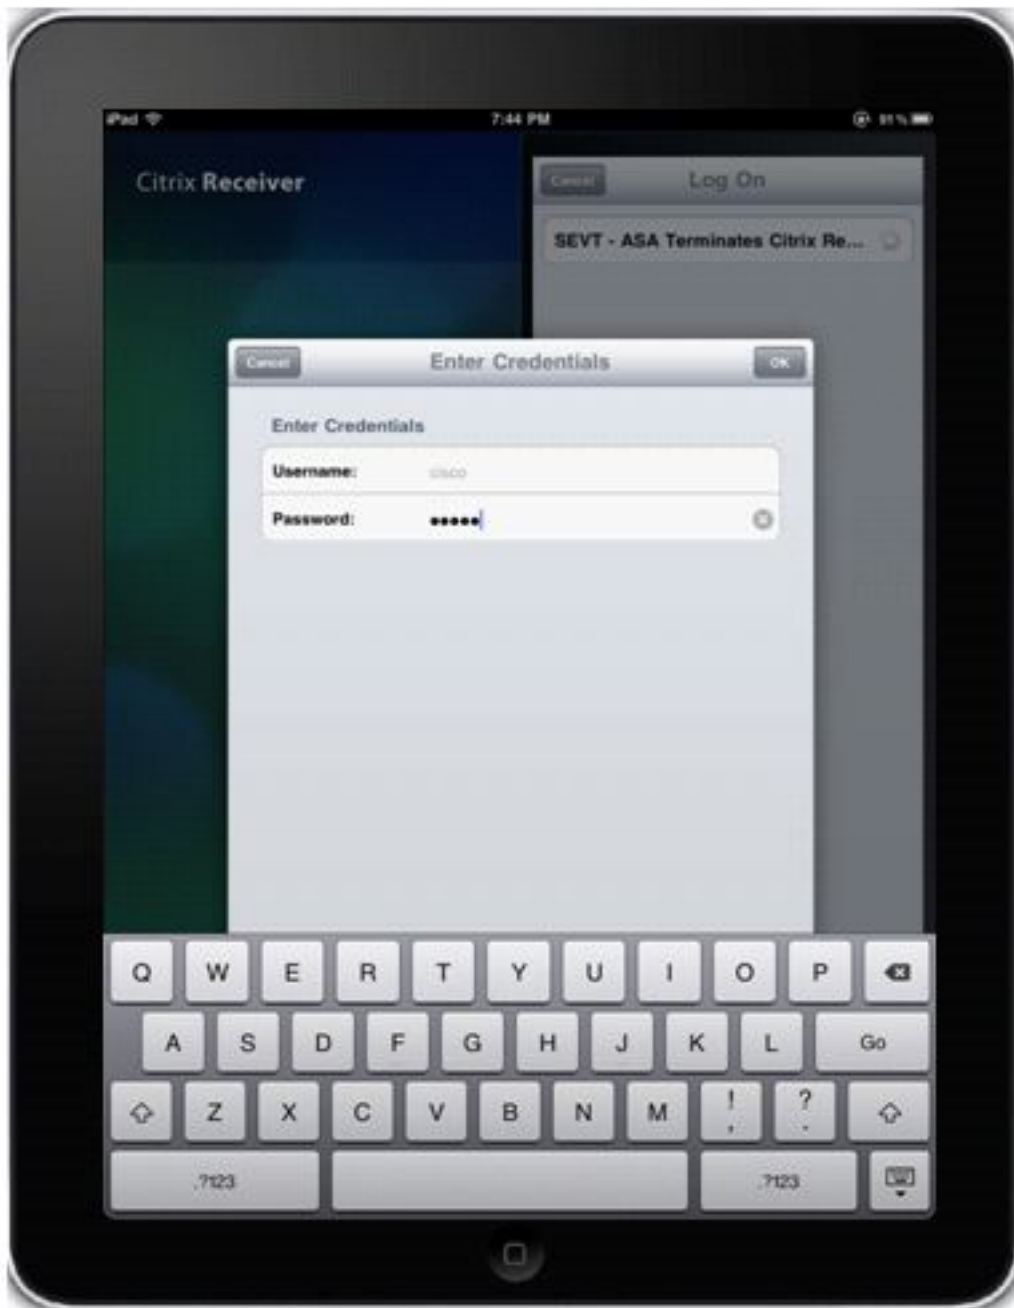 iPad 7:44 PM 91%
Citrix Receiver
Cancel Log On
SEVT - ASA Terminates Citrix Re...
Cancel Enter Credentials OK
Enter Credentials
Username: cisco
Password: •••••
Q W E R T Y U I O P
A S D F G H J K L Go
Z X C V B N M ! , ? .
.?123 .?123